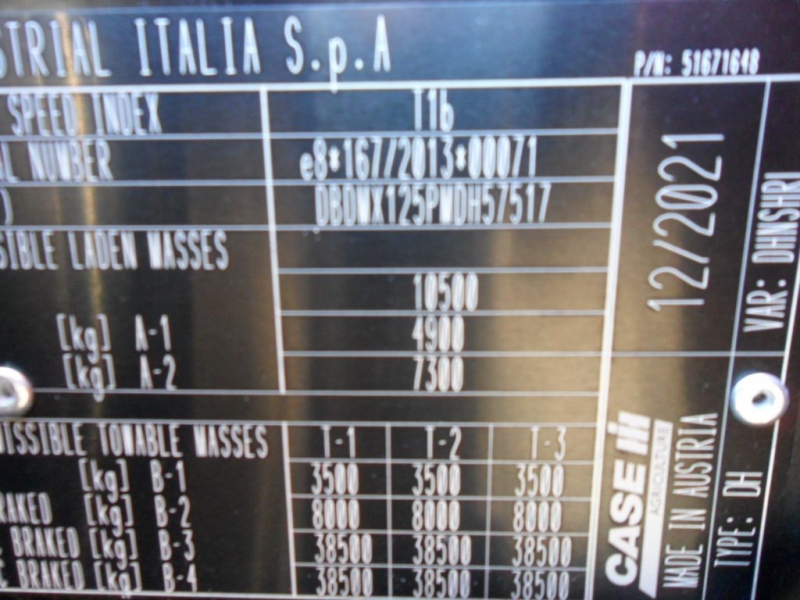 STRIAL ITALIA S.p.A
P/N: 51671648
SPEED INDEX T1b
AL NUMBER e8*167/2013*00071
) DBDWX125PWDH57517
SIBLE LADEN MASSES
10500
[kg] A-1 4900
[kg] A-2 7300
ISSIBLE TOWABLE MASSES T-1 T-2 T-3
[kg] B-1 3500 3500 3500
RAKED [kg] B-2 8000 8000 8000
E BRAKED [kg] B-3 38500 38500 38500
C BRAKED [kg] B-4 38500 38500 38500
12/2021
VAR: DHNSHRI
CASE IH
AGRICULTURE
MADE IN AUSTRIA
TYPE: DH